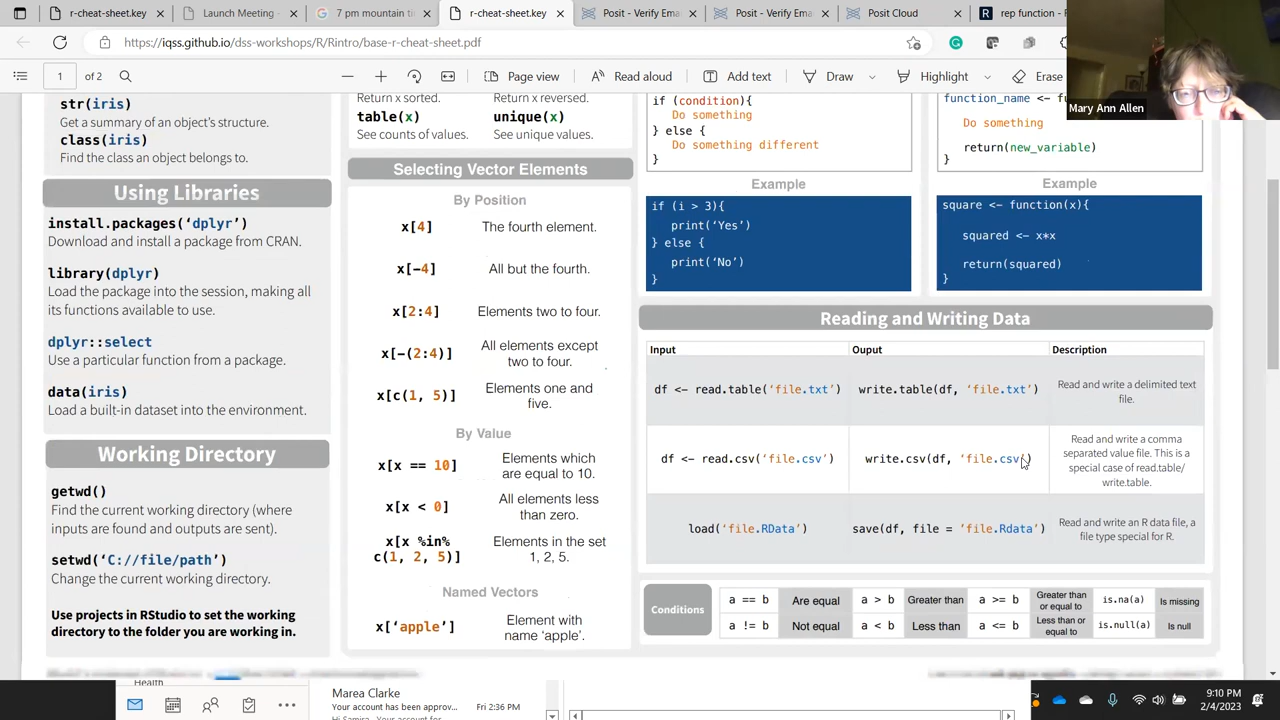 r-cheat-sheet.key
Launch Meeting -
7 pm mountain ti
r-cheat-sheet.key
Posit - Verify Ema
Posit - Verify Ema
Posit Cloud
rep function - R
https://iqss.github.io/dss-workshops/R/Rintro/base-r-cheat-sheet.pdf
1 of 2
Page view
Read aloud
Add text
Draw
Highlight
Erase
Mary Ann Allen
str(iris)
Get a summary of an object's structure.
class(iris)
Find the class an object belongs to.
Using Libraries
install.packages(‘dplyr’)
Download and install a package from CRAN.
library(dplyr)
Load the package into the session, making all
its functions available to use.
dplyr::select
Use a particular function from a package.
data(iris)
Load a built-in dataset into the environment.
Working Directory
getwd()
Find the current working directory (where
inputs are found and outputs are sent).
setwd(‘C://file/path’)
Change the current working directory.
Use projects in RStudio to set the working
directory to the folder you are working in.
Return x sorted. Return x reversed.
table(x) unique(x)
See counts of values. See unique values.
Selecting Vector Elements
By Position
x[4] The fourth element.
x[-4] All but the fourth.
x[2:4] Elements two to four.
x[-(2:4)] All elements except
two to four.
x[c(1, 5)] Elements one and
five.
By Value
x[x == 10] Elements which
are equal to 10.
x[x < 0] All elements less
than zero.
x[x %in%
c(1, 2, 5)] Elements in the set
1, 2, 5.
Named Vectors
x[‘apple’] Element with
name ‘apple’.
if (condition){
Do something
} else {
Do something different
}
Example
if (i > 3){
print(‘Yes’)
} else {
print(‘No’)
}
function_name <- f
Do something
return(new_variable)
}
Example
square <- function(x){
squared <- x*x
return(squared)
}
Reading and Writing Data
Input Ouput Description
df <- read.table(‘file.txt’) write.table(df, ‘file.txt’) Read and write a delimited text
file.
df <- read.csv(‘file.csv’) write.csv(df, ‘file.csv’) Read and write a comma
separated value file. This is a
special case of read.table/
write.table.
load(‘file.RData’) save(df, file = ‘file.Rdata’) Read and write an R data file, a
file type special for R.
Conditions
a == b Are equal a > b Greater than a >= b Greater than
or equal to is.na(a) Is missing
a != b Not equal a < b Less than a <= b Less than or
equal to is.null(a) Is null
Health
Marea Clarke
Your account has been approv... Fri 2:36 PM
Hi Samira, Your account for
9:10 PM
2/4/2023